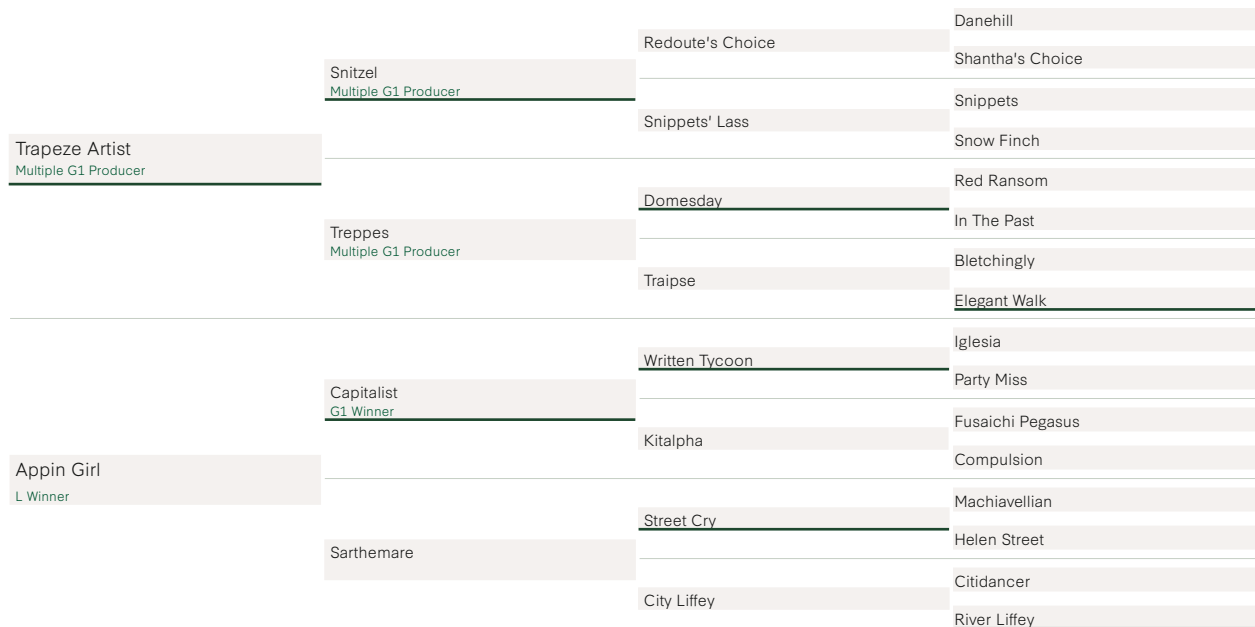 Trapeze Artist
Multiple G1 Producer
Appin Girl
L Winner
Snitzel
Multiple G1 Producer
Treppes
Multiple G1 Producer
Capitalist
G1 Winner
Sarthemare
Redoute's Choice
Snippets' Lass
Domesday
Traipse
Written Tycoon
Kitalpha
Street Cry
City Liffey
Danehill
Shantha's Choice
Snippets
Snow Finch
Red Ransom
In The Past
Bletchingly
Elegant Walk
Iglesia
Party Miss
Fusaichi Pegasus
Compulsion
Machiavellian
Helen Street
Citidancer
River Liffey